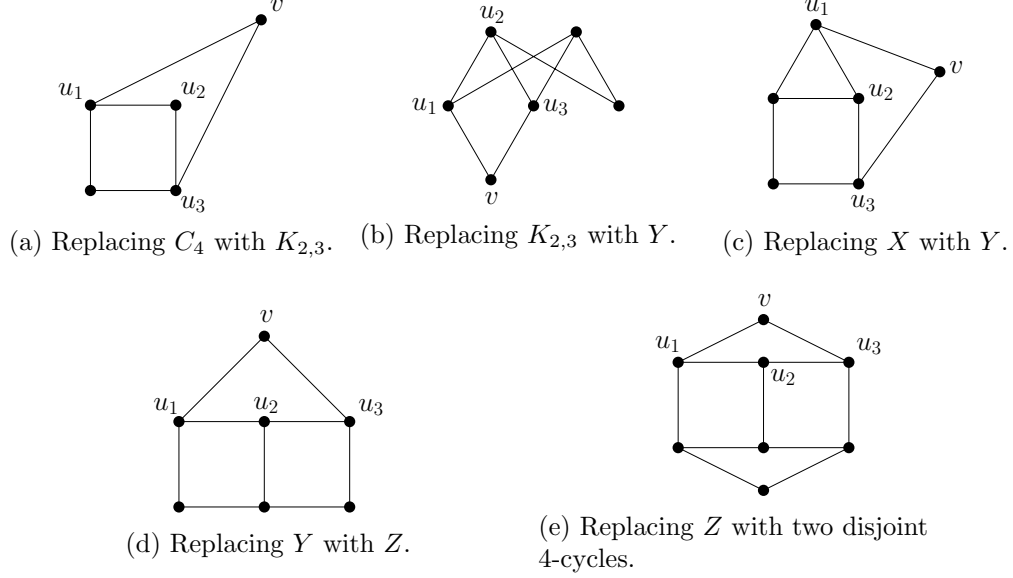 v
u₁
u₂
u₃
(a) Replacing C₄ with K₂,₃.
u₂
u₁
u₃
v
(b) Replacing K₂,₃ with Y.
u₁
v
u₂
u₃
(c) Replacing X with Y.
v
u₁
u₂
u₃
(d) Replacing Y with Z.
v
u₁
u₃
u₂
(e) Replacing Z with two disjoint
4-cycles.